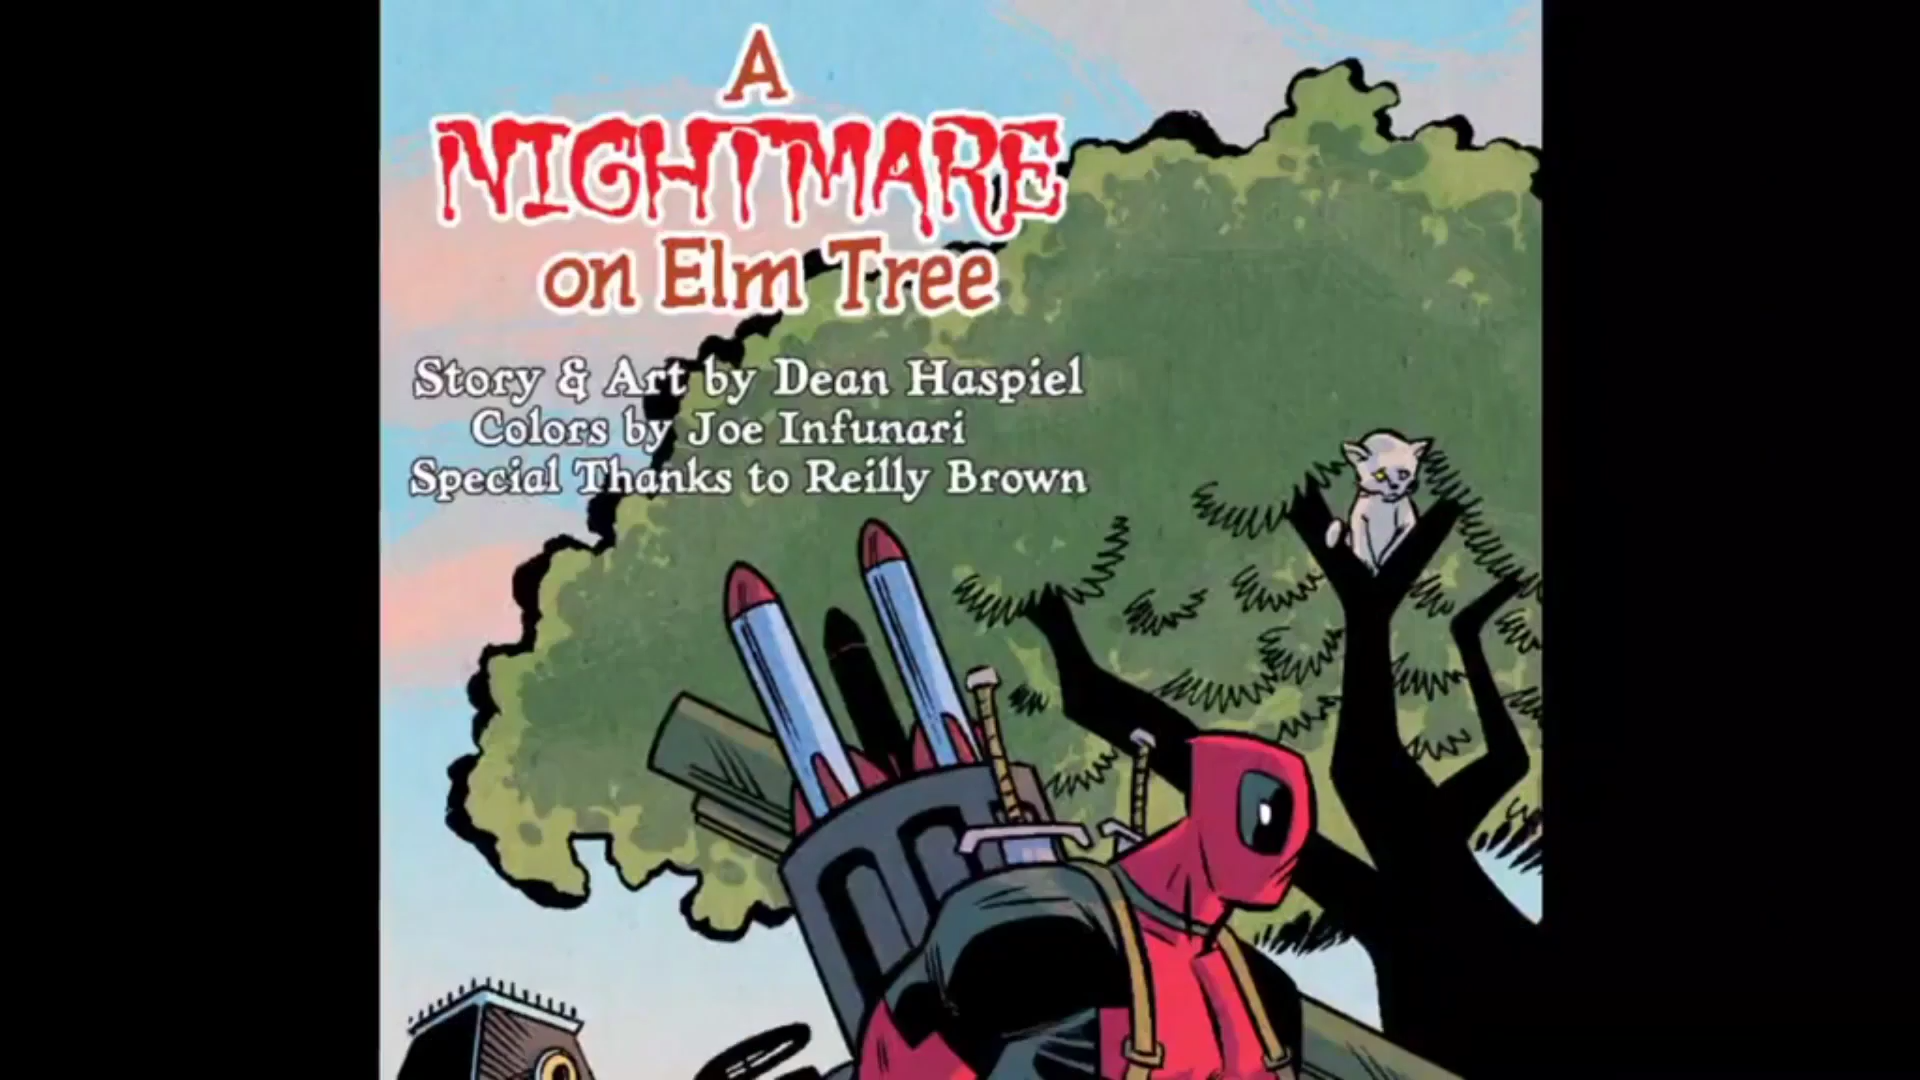 A
NIGHTMARE
on Elm Tree
Story & Art by Dean Haspiel
Colors by Joe Infunari
Special Thanks to Reilly Brown